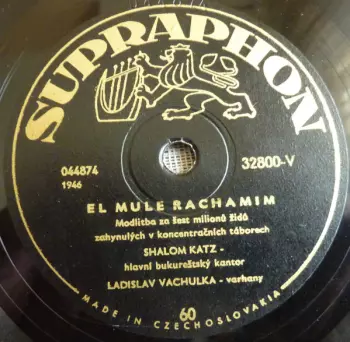 SUPRAPHON
044874
1946
32800-V
EL MULE RACHAMIM
Modlitba za šest milionů židů
zahynulých v koncentračních táborech
SHALOM KATZ -
hlavní bukureštský kantor
LADISLAV VACHULKA - varhany
60
MADE IN CZECHOSLOVAKIA